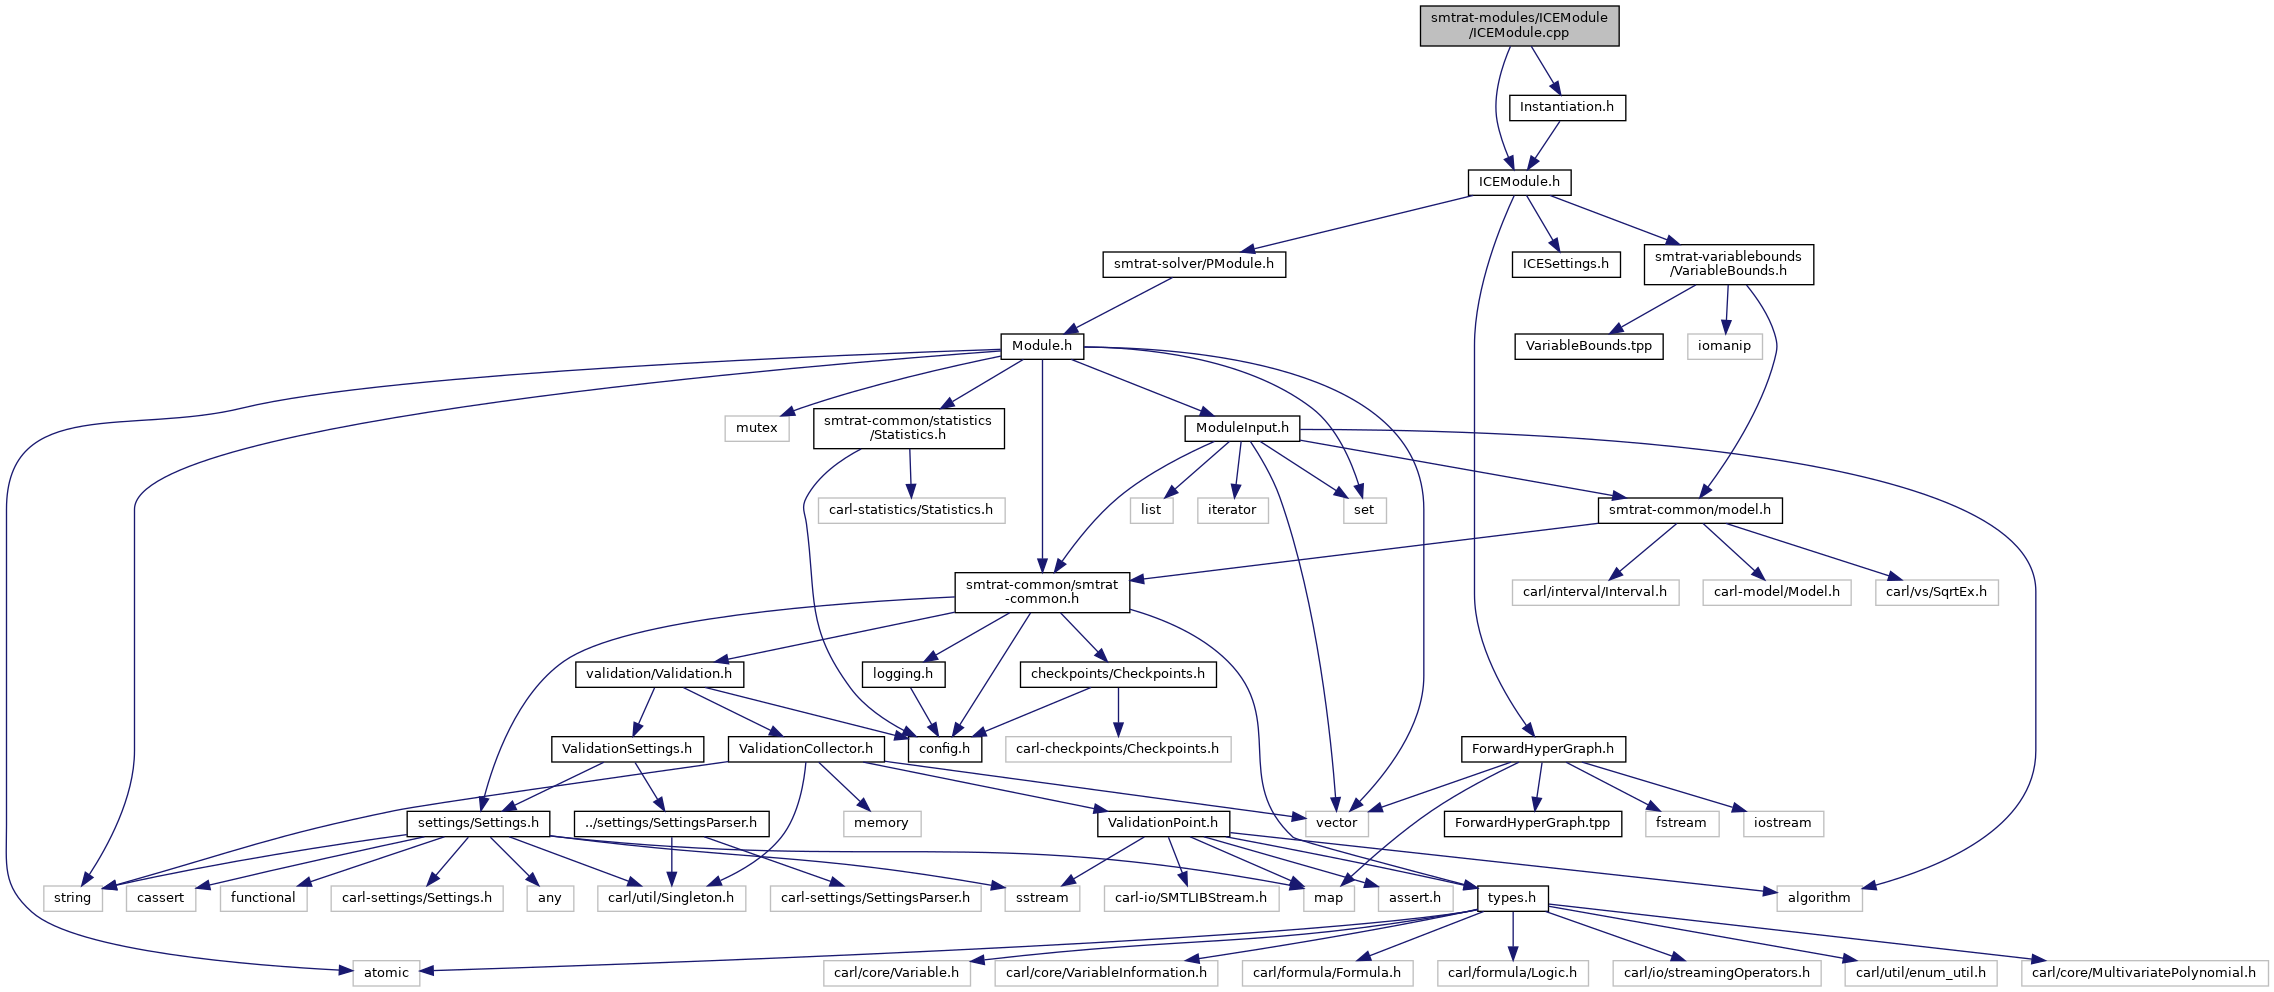 smtrat-modules/ICEModule
/ICEModule.cpp
Instantiation.h
ICEModule.h
smtrat-solver/PModule.h
ICESettings.h
smtrat-variablebounds
/VariableBounds.h
Module.h
VariableBounds.tpp
iomanip
mutex
smtrat-common/statistics
/Statistics.h
ModuleInput.h
carl-statistics/Statistics.h
list
iterator
set
smtrat-common/model.h
smtrat-common/smtrat
-common.h
carl/interval/Interval.h
carl-model/Model.h
carl/vs/SqrtEx.h
validation/Validation.h
logging.h
checkpoints/Checkpoints.h
ValidationSettings.h
ValidationCollector.h
config.h
carl-checkpoints/Checkpoints.h
ForwardHyperGraph.h
settings/Settings.h
../settings/SettingsParser.h
memory
ValidationPoint.h
vector
ForwardHyperGraph.tpp
fstream
iostream
string
cassert
functional
carl-settings/Settings.h
any
carl/util/Singleton.h
carl-settings/SettingsParser.h
sstream
carl-io/SMTLIBStream.h
map
assert.h
types.h
algorithm
atomic
carl/core/Variable.h
carl/core/VariableInformation.h
carl/formula/Formula.h
carl/formula/Logic.h
carl/io/streamingOperators.h
carl/util/enum_util.h
carl/core/MultivariatePolynomial.h